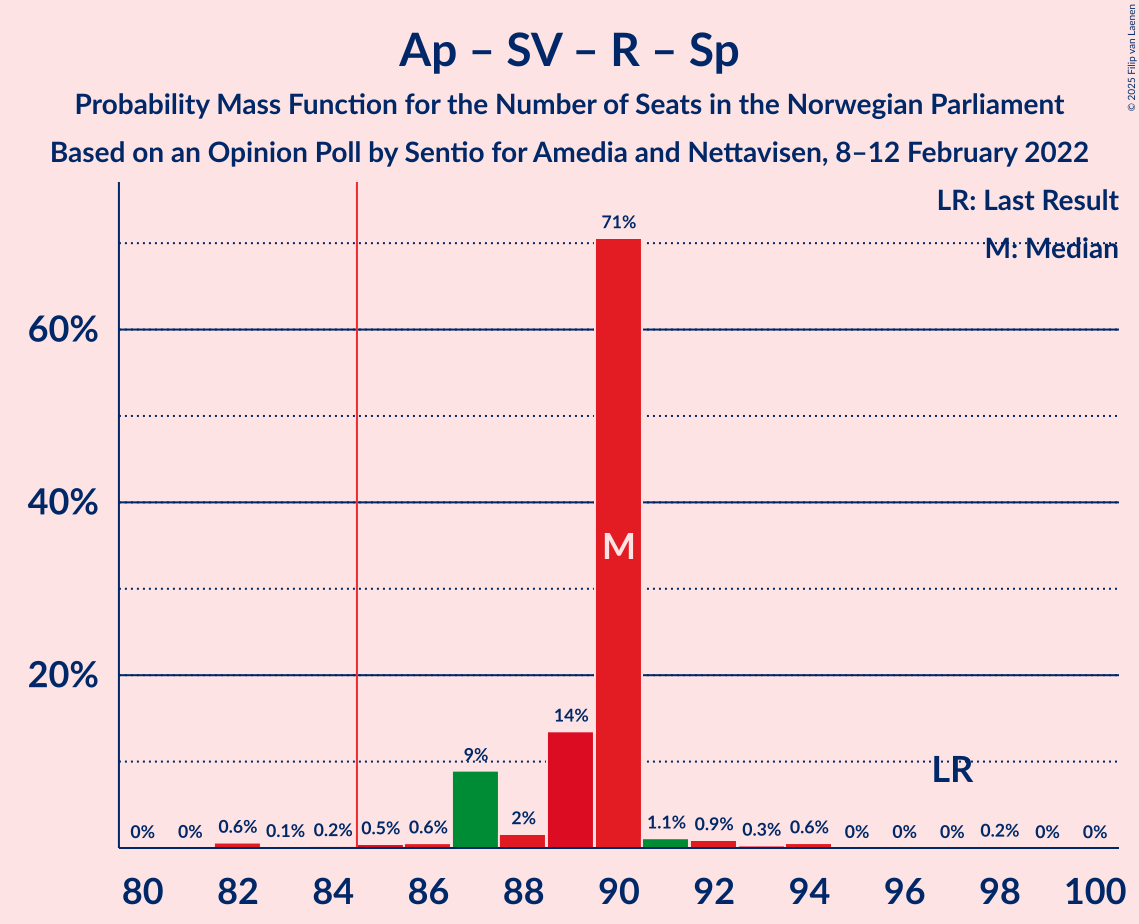 Ap – SV – R – Sp
Probability Mass Function for the Number of Seats in the Norwegian Parliament
Based on an Opinion Poll by Sentio for Amedia and Nettavisen, 8–12 February 2022
© 2025 Filip van Laenen
LR: Last Result
M: Median
60%
40%
20%
0% 0% 0.6% 0.1% 0.2% 0.5% 0.6% 9% 2% 14% 71% 1.1% 0.9% 0.3% 0.6% 0% 0% 0% 0.2% 0% 0%
M
LR
80 82 84 86 88 90 92 94 96 98 100